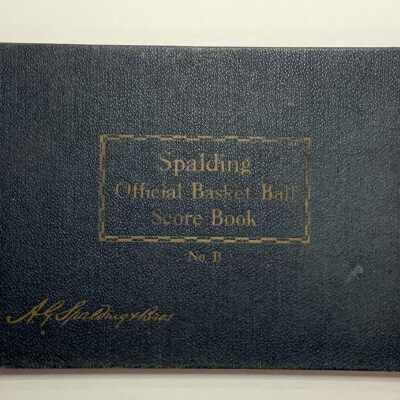 Spalding
Official Basket Ball
Score Book
No. B
A.G. Spalding & Bros